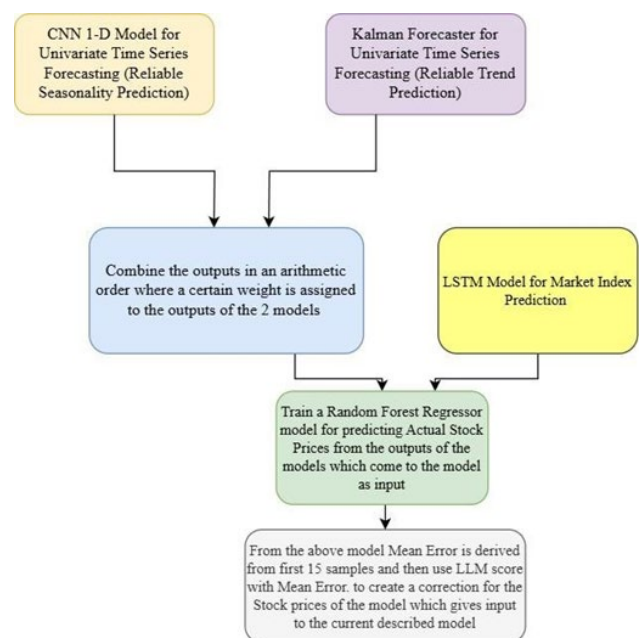 CNN 1-D Model for
Univariate Time Series
Forecasting (Reliable
Seasonality Prediction)
Kalman Forecaster for
Univariate Time Series
Forecasting (Reliable Trend
Prediction)
Combine the outputs in an arithmetic
order where a certain weight is assigned
to the outputs of the 2 models
LSTM Model for Market Index
Prediction
Train a Random Forest Regressor
model for predicting Actual Stock
Prices from the outputs of the
models which come to the model
as input
From the above model Mean Error is derived
from first 15 samples and then use LLM score
with Mean Error. to create a correction for the
Stock prices of the model which gives input
to the current described model